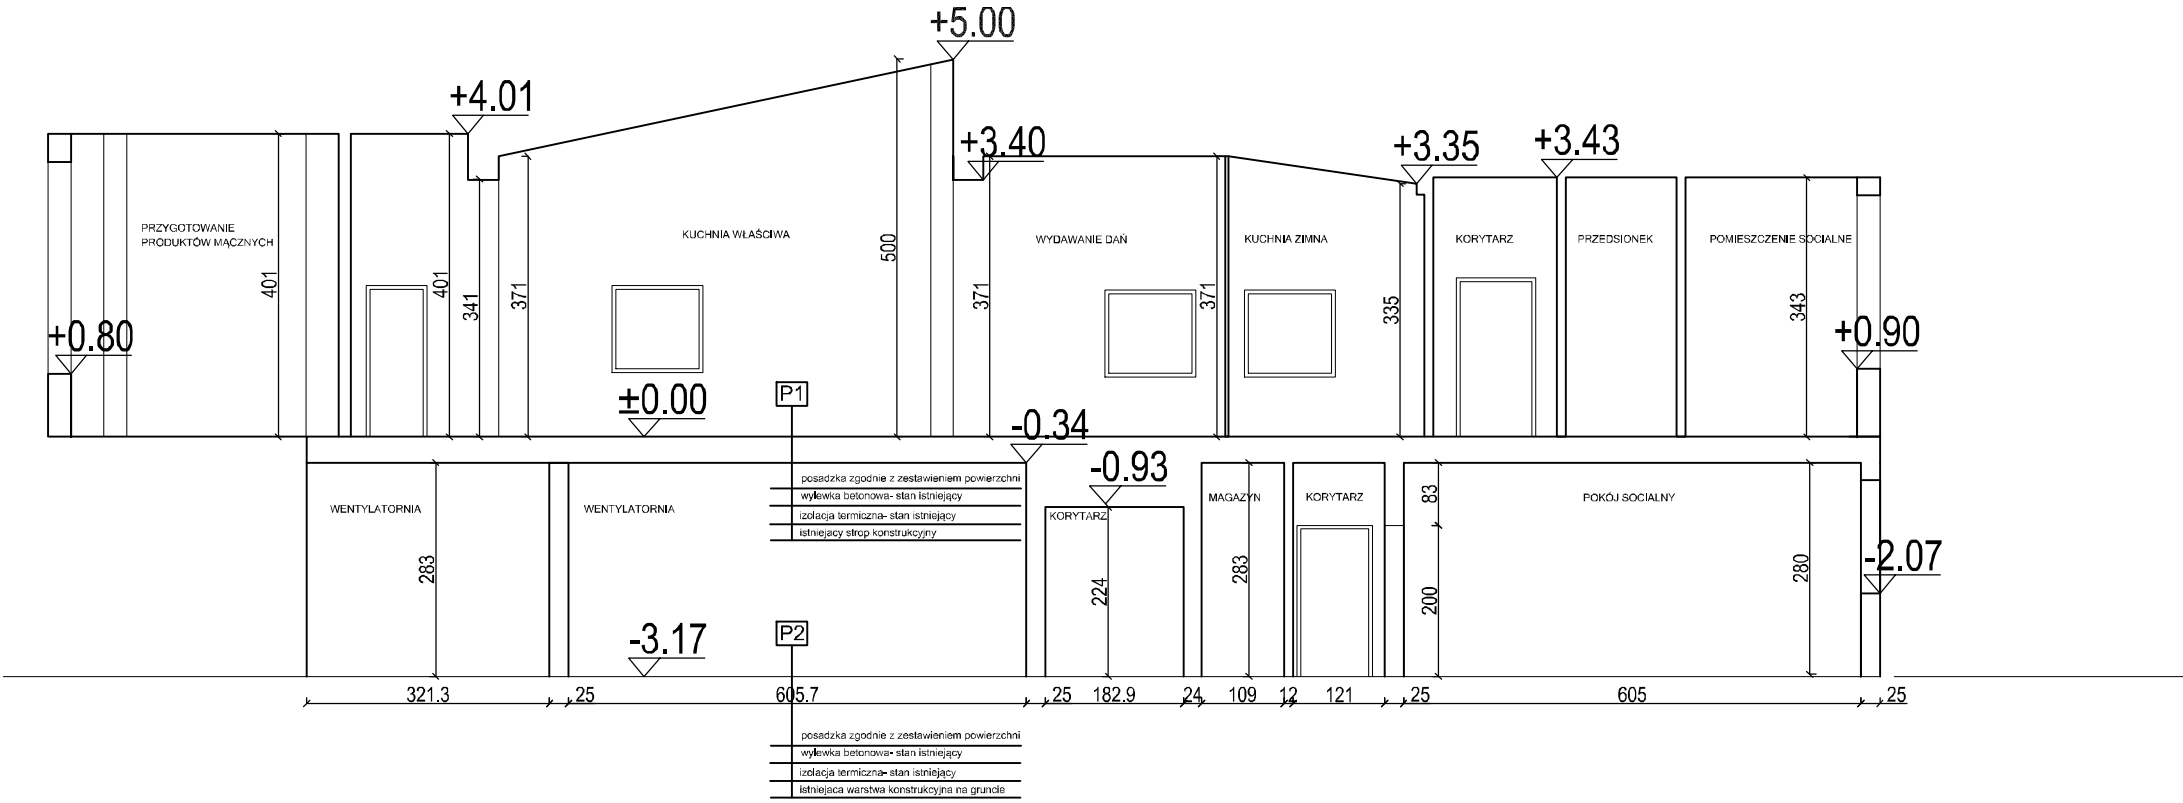 +5.00
+4.01
+3.40
+3.35
+3.43
PRZYGOTOWANIE
PRODUKTÓW MĄCZNYCH
KUCHNIA WŁAŚCIWA
WYDAWANIE DAŃ
KUCHNIA ZIMNA
KORYTARZ
PRZEDSIONEK
POMIESZCZENIE SOCJALNE
401
401
341
371
500
371
371
335
343
+0.80
+0.90
±0.00
P1
-0.34
-0.93
posadzka zgodnie z zestawieniem powierzchni
wylewka betonowa- stan istniejący
izolacja termiczna- stan istniejący
istniejacy strop konstrukcyjny
WENTYLATORNIA
WENTYLATORNIA
KORYTARZ
MAGAZYN
KORYTARZ
POKÓJ SOCJALNY
83
283
224
283
200
280
-2.07
-3.17
P2
321.3
25
605.7
25
182.9
24
109
12
121
25
605
25
posadzka zgodnie z zestawieniem powierzchni
wylewka betonowa- stan istniejący
izolacja termiczna- stan istniejący
istniejaca warstwa konstrukcyjna na gruncie